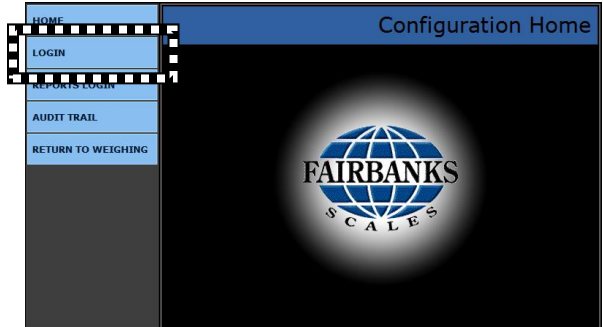 HOME
Configuration Home
LOGIN
REPORTS LOGIN
AUDIT TRAIL
RETURN TO WEIGHING
FAIRBANKS
SCALES